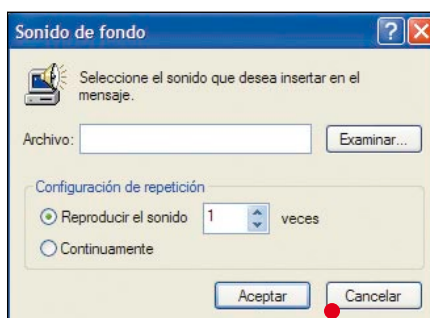 Sonido de fondo
Seleccione el sonido que desea insertar en el
mensaje.
Archivo: Examinar...
Configuración de repetición
Reproducir el sonido 1 veces
Continuamente
Aceptar Cancelar